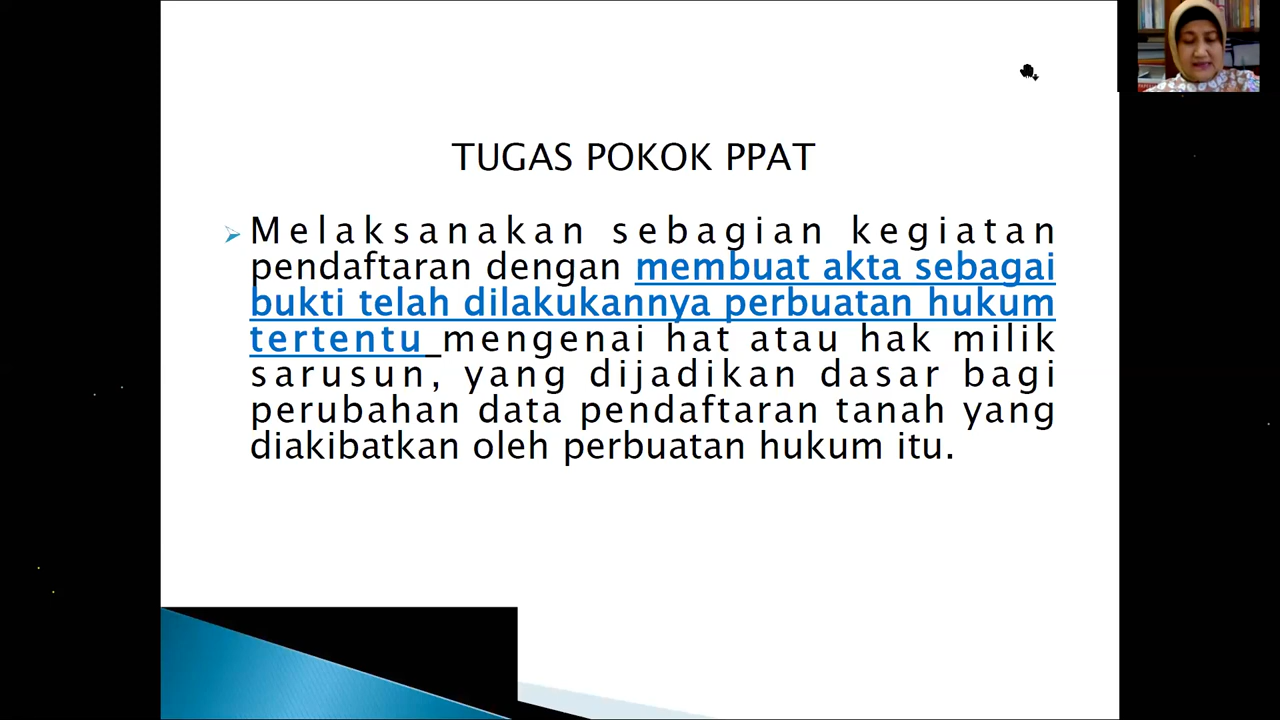 TUGAS POKOK PPAT
Melaksanakan sebagian kegiatan
pendaftaran dengan membuat akta sebagai
bukti telah dilakukannya perbuatan hukum
tertentu mengenai hat atau hak milik
sarusun, yang dijadikan dasar bagi
perubahan data pendaftaran tanah yang
diakibatkan oleh perbuatan hukum itu.